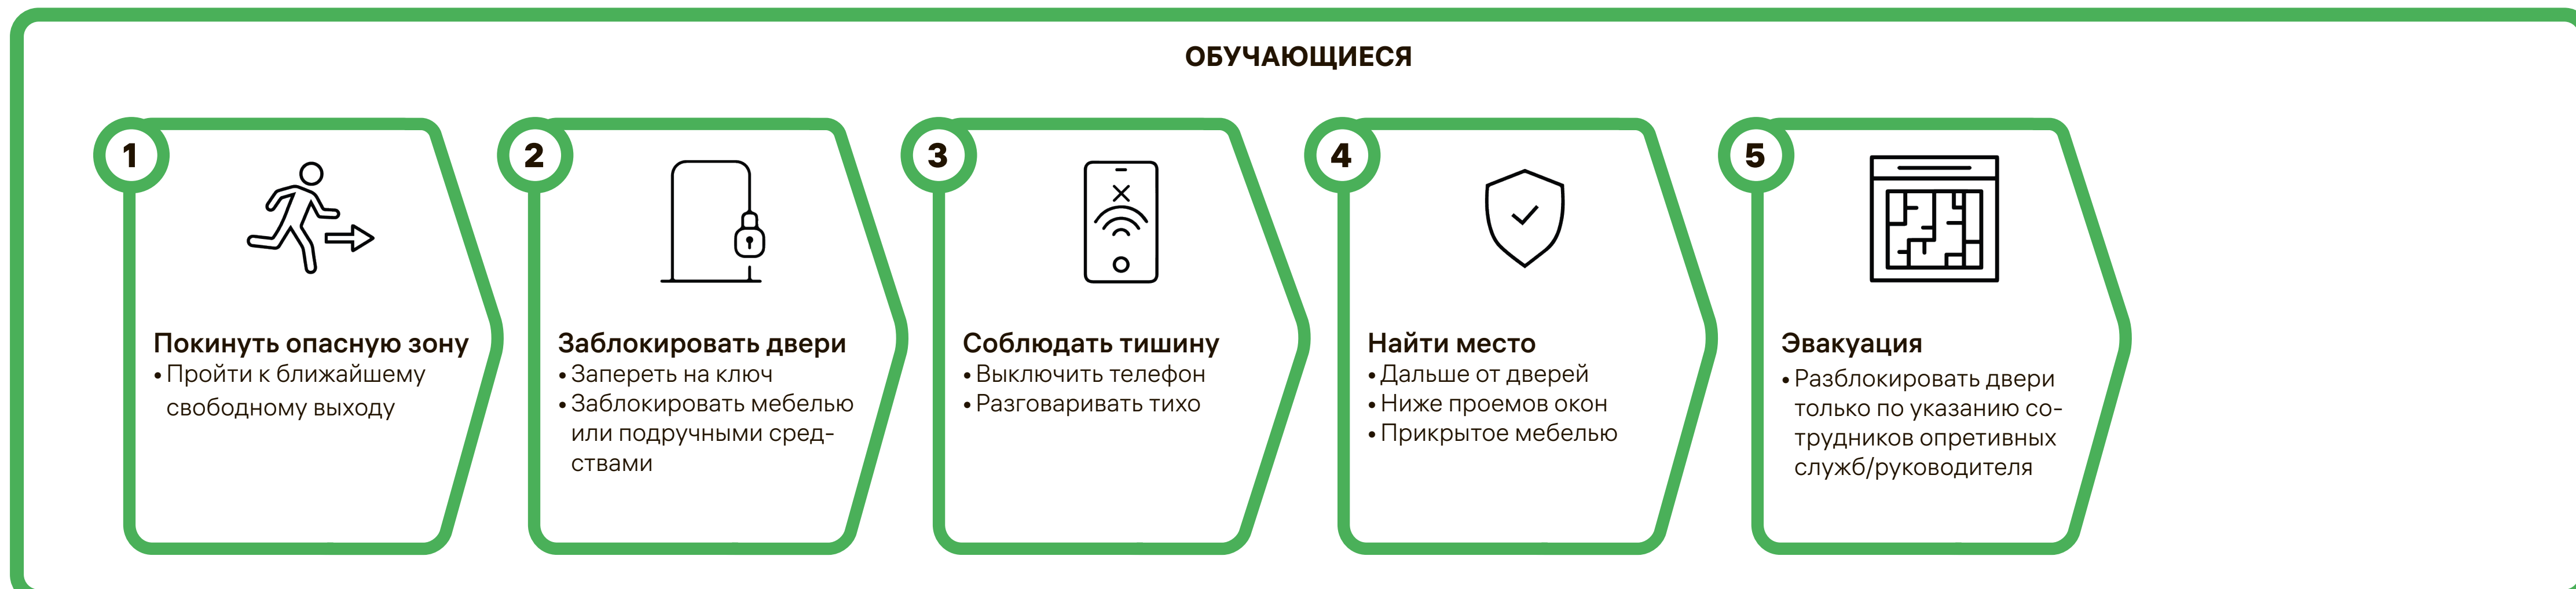 ОБУЧАЮЩИЕСЯ
1
Покинуть опасную зону
• Пройти к ближайшему
свободному выходу
2
Заблокировать двери
• Запереть на ключ
• Заблокировать мебелью
или подручными сред-
ствами
3
Соблюдать тишину
• Выключить телефон
• Разговаривать тихо
4
Найти место
• Дальше от дверей
• Ниже проемов окон
• Прикрытое мебелью
5
Эвакуация
• Разблокировать двери
только по указанию со-
трудников опретивных
служб/руководителя